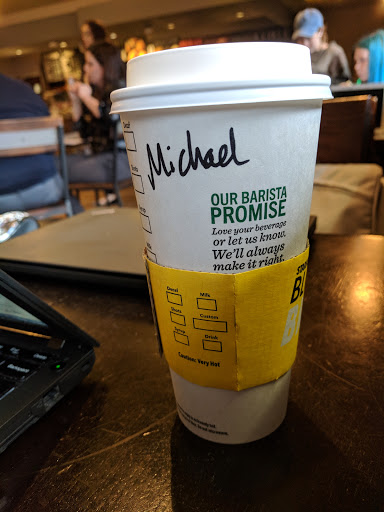 Michael
OUR BARISTA
PROMISE
Love your beverage
or let us know.
We'll always
make it right.
Decaf
Milk
Shots
Custom
Syrup
Drink
Caution: Very Hot